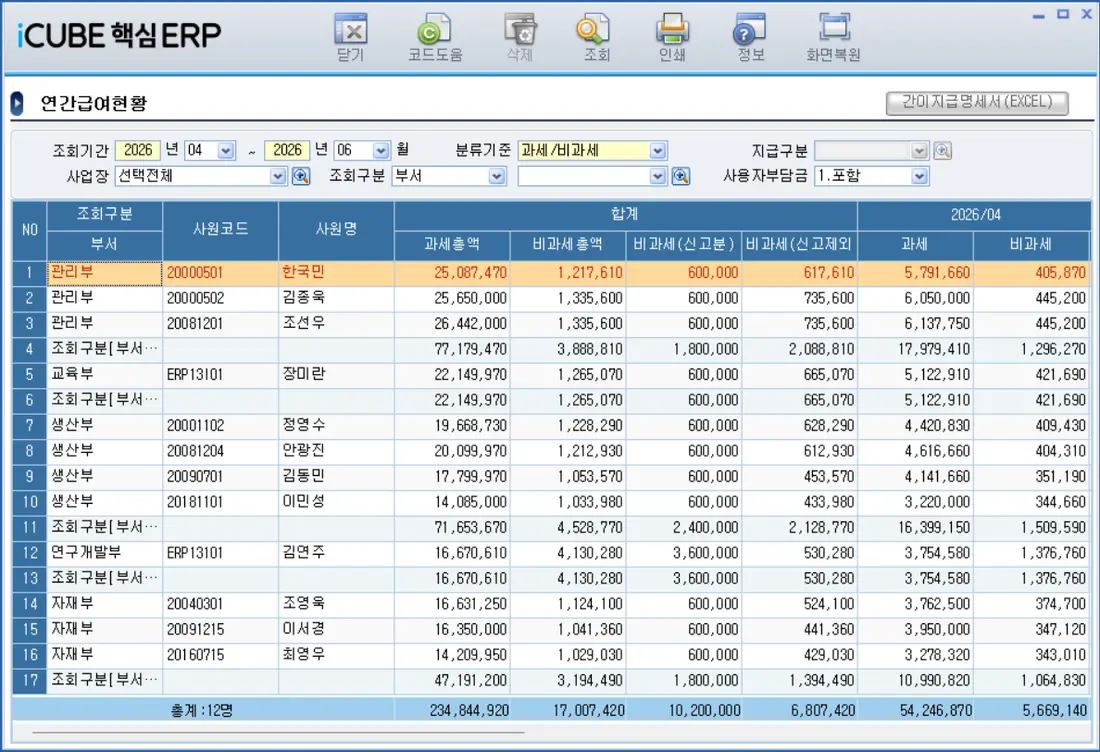 iCUBE 핵심ERP
닫기 코드도움 삭제 조회 인쇄 정보 화면복원
연간급여현황 간이지급명세서(EXCEL)
조회기간 2026 년 04 ~ 2026 년 06 월 분류기준 과세/비과세 지급구분
사업장 선택전체 조회구분 부서 사용자부담금 1.포함
NO 조회구분 사원코드 사원명 합계 2026/04
부서 과세총액 비과세총액 비과세(신고분) 비과세(신고제외 과세 비과세
1 관리부 20000501 한국민 25,087,470 1,217,610 600,000 617,610 5,791,660 405,870
2 관리부 20000502 김종욱 25,650,000 1,335,600 600,000 735,600 6,050,000 445,200
3 관리부 20081201 조선우 26,442,000 1,335,600 600,000 735,600 6,137,750 445,200
4 조회구분[부서… 77,179,470 3,888,810 1,800,000 2,088,810 17,979,410 1,296,270
5 교육부 ERP13I01 장미란 22,149,970 1,265,070 600,000 665,070 5,122,910 421,690
6 조회구분[부서… 22,149,970 1,265,070 600,000 665,070 5,122,910 421,690
7 생산부 20001102 정영수 19,668,730 1,228,290 600,000 628,290 4,420,830 409,430
8 생산부 20081204 안광진 20,099,970 1,212,930 600,000 612,930 4,616,660 404,310
9 생산부 20090701 김동민 17,799,970 1,053,570 600,000 453,570 4,141,660 351,190
10 생산부 20181101 이민성 14,085,000 1,033,980 600,000 433,980 3,220,000 344,660
11 조회구분[부서… 71,653,670 4,528,770 2,400,000 2,128,770 16,399,150 1,509,590
12 연구개발부 ERP13101 김연주 16,670,610 4,130,280 3,600,000 530,280 3,754,580 1,376,760
13 조회구분[부서… 16,670,610 4,130,280 3,600,000 530,280 3,754,580 1,376,760
14 자재부 20040301 조영욱 16,631,250 1,124,100 600,000 524,100 3,762,500 374,700
15 자재부 20091215 이서경 16,350,000 1,041,360 600,000 441,360 3,950,000 347,120
16 자재부 20160715 최영우 14,209,950 1,029,030 600,000 429,030 3,278,320 343,010
17 조회구분[부서… 47,191,200 3,194,490 1,800,000 1,394,490 10,990,820 1,064,830
총계:12명 234,844,920 17,007,420 10,200,000 6,807,420 54,246,870 5,669,140